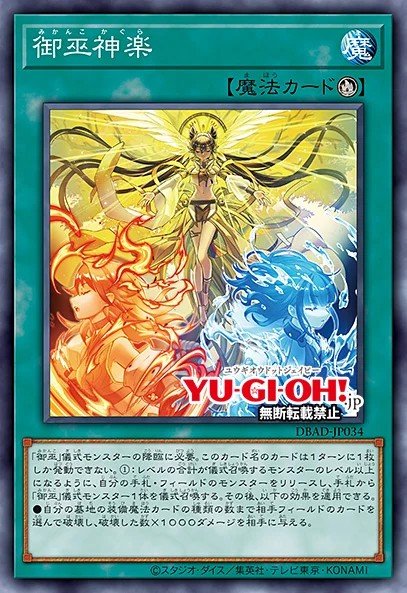 みかんこかぐら
御巫神楽
魔
ま ほう
【魔法カード】
ユウギオウドットジェイピー
YU-GI-OH!.jp
無断転載禁止
DBAD-JP034
「御巫」儀式モンスターの降臨に必要。このカード名のカードは1ターンに1枚
しか発動できない。①：レベルの合計が儀式召喚するモンスターのレベル以上
になるように、自分の手札・フィールドのモンスターをリリースし、手札から
「御巫」儀式モンスター1体を儀式召喚する。その後、以下の効果を適用できる。
●自分の墓地の装備魔法カードの種類の数まで相手フィールドのカードを
選んで破壊し、破壊した数×1000ダメージを相手に与える。
©スタジオ・ダイス／集英社・テレビ東京・KONAMI